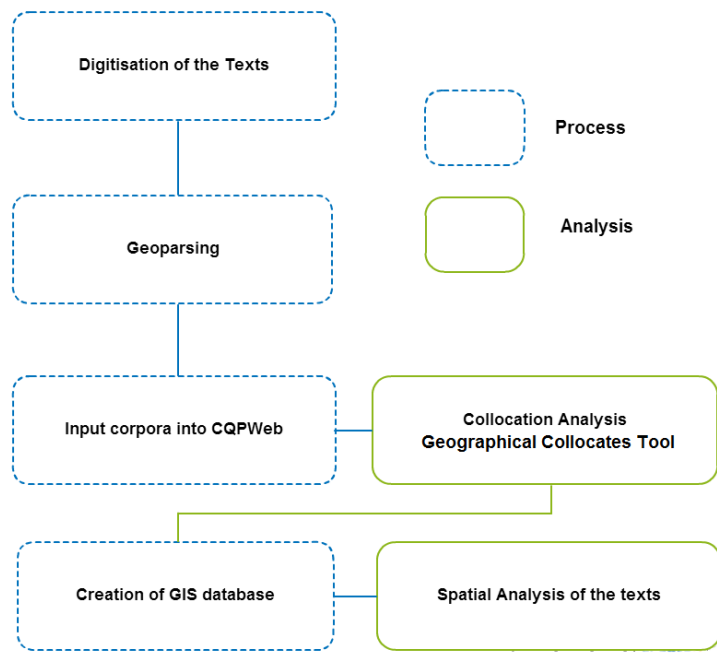 Digitisation of the Texts
Process
Analysis
Geoparsing
Input corpora into CQPWeb
Collocation Analysis
Geographical Collocates Tool
Creation of GIS database
Spatial Analysis of the texts